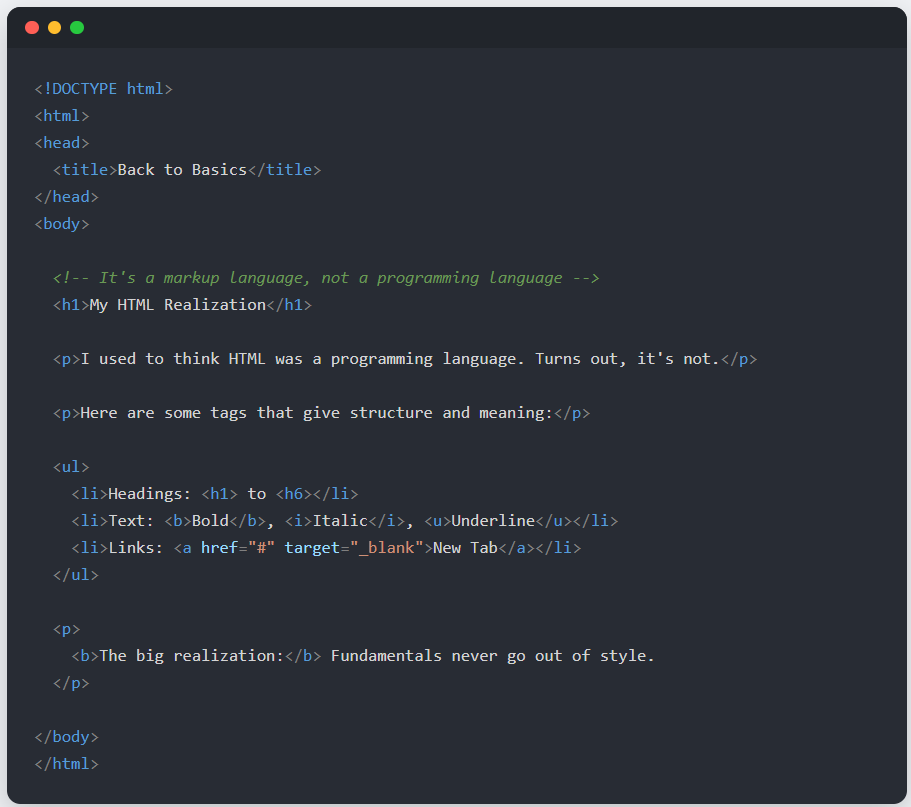 <!DOCTYPE html>
<html>
<head>
  <title>Back to Basics</title>
</head>
<body>

  <!-- It's a markup language, not a programming language -->
  <h1>My HTML Realization</h1>

  <p>I used to think HTML was a programming language. Turns out, it's not.</p>

  <p>Here are some tags that give structure and meaning:</p>

  <ul>
    <li>Headings: <h1> to <h6></li>
    <li>Text: <b>Bold</b>, <i>Italic</i>, <u>Underline</u></li>
    <li>Links: <a href="#" target="_blank">New Tab</a></li>
  </ul>

  <p>
    <b>The big realization:</b> Fundamentals never go out of style.
  </p>

</body>
</html>